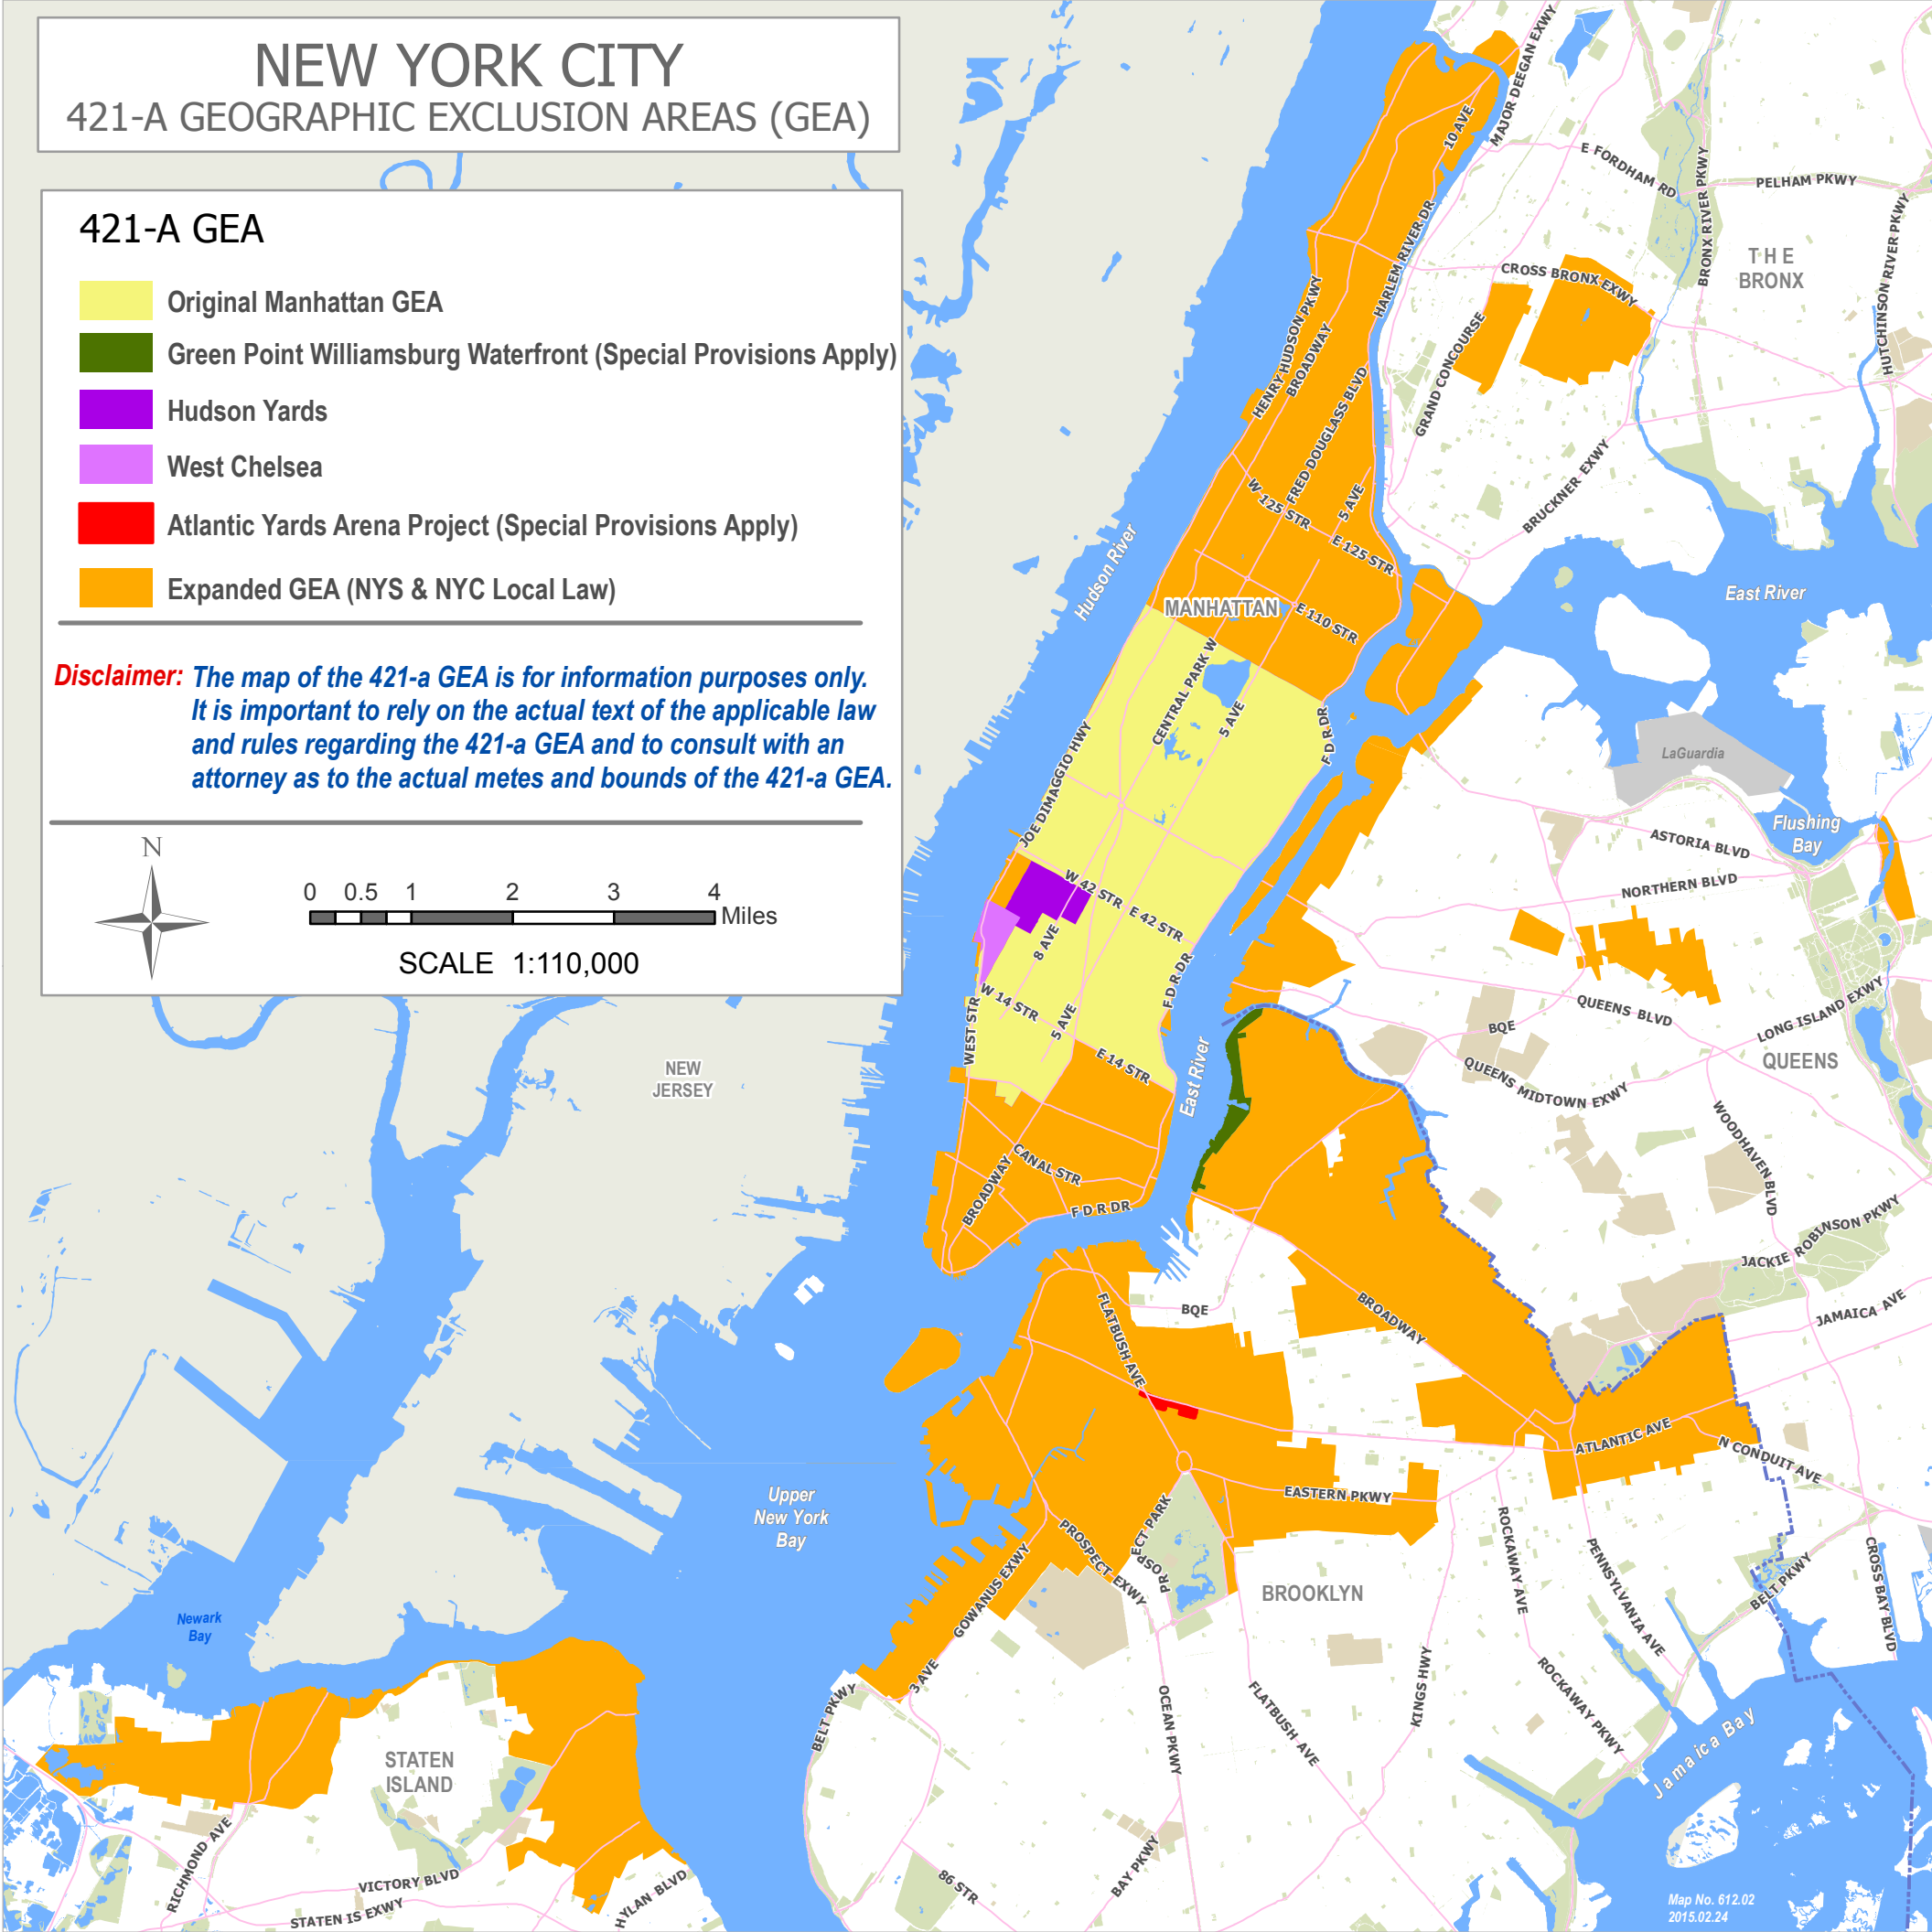 NEW YORK CITY
421-A GEOGRAPHIC EXCLUSION AREAS (GEA)
421-A GEA
Original Manhattan GEA
Green Point Williamsburg Waterfront (Special Provisions Apply)
Hudson Yards
West Chelsea
Atlantic Yards Arena Project (Special Provisions Apply)
Expanded GEA (NYS & NYC Local Law)
Disclaimer: The map of the 421-a GEA is for information purposes only.
It is important to rely on the actual text of the applicable law
and rules regarding the 421-a GEA and to consult with an
attorney as to the actual metes and bounds of the 421-a GEA.
N
0 0.5 1 2 3 4
Miles
SCALE 1:110,000
MAJOR DEEGAN EXWY
10 AVE
E FORDHAM RD
PELHAM PKWY
BRONX RIVER PKWY
HUTCHINSON RIVER PKWY
THE
BRONX
HARLEM RIVER DR
CROSS BRONX EXWY
HENRY HUDSON PKWY
BROADWAY
GRAND CONCOURSE
FRED DOUGLASS BLVD
BRUCKNER EXWY
W 125 STR
5 AVE
E 125 STR
Hudson River
East River
MANHATTAN
E 110 STR
CENTRAL PARK W
5 AVE
F D R DR
JOE DIMAGGIO HWY
LaGuardia
Flushing
Bay
ASTORIA BLVD
NORTHERN BLVD
W 42 STR
E 42 STR
8 AVE
F D R DR
W 14 STR
WEST STR
5 AVE
E 14 STR
East River
QUEENS BLVD
LONG ISLAND EXWY
BQE
QUEENS
QUEENS MIDTOWN EXWY
NEW
JERSEY
WOODHAVEN BLVD
CANAL STR
BROADWAY
F D R DR
JACKIE ROBINSON PKWY
JAMAICA AVE
BQE
FLATBUSH AVE
BROADWAY
ATLANTIC AVE
N CONDUIT AVE
EASTERN PKWY
Upper
New York
Bay
PROSPECT PARK
PROSPECT EXWY
GOWANUS EXWY
ROCKAWAY AVE
PENNSYLVANIA AVE
BELT PKWY
CROSS BAY BLVD
BROOKLYN
Newark
Bay
3 AVE
BELT PKWY
OCEAN PKWY
FLATBUSH AVE
KINGS HWY
ROCKAWAY PKWY
Jamaica Bay
STATEN
ISLAND
RICHMOND AVE
VICTORY BLVD
STATEN IS EXWY
HYLAN BLVD
86 STR
BAY PKWY
Map No. 612.02
2015.02.24